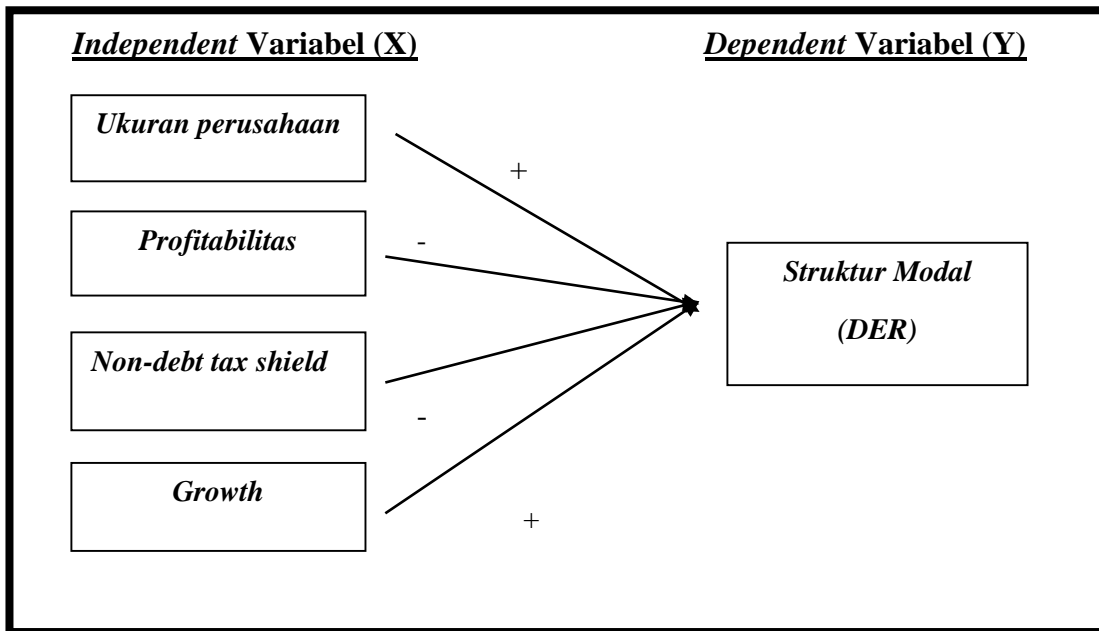 Independent Variabel (X)
Dependent Variabel (Y)
Ukuran perusahaan
+
Profitabilitas
-
Struktur Modal
(DER)
Non-debt tax shield
-
Growth
+